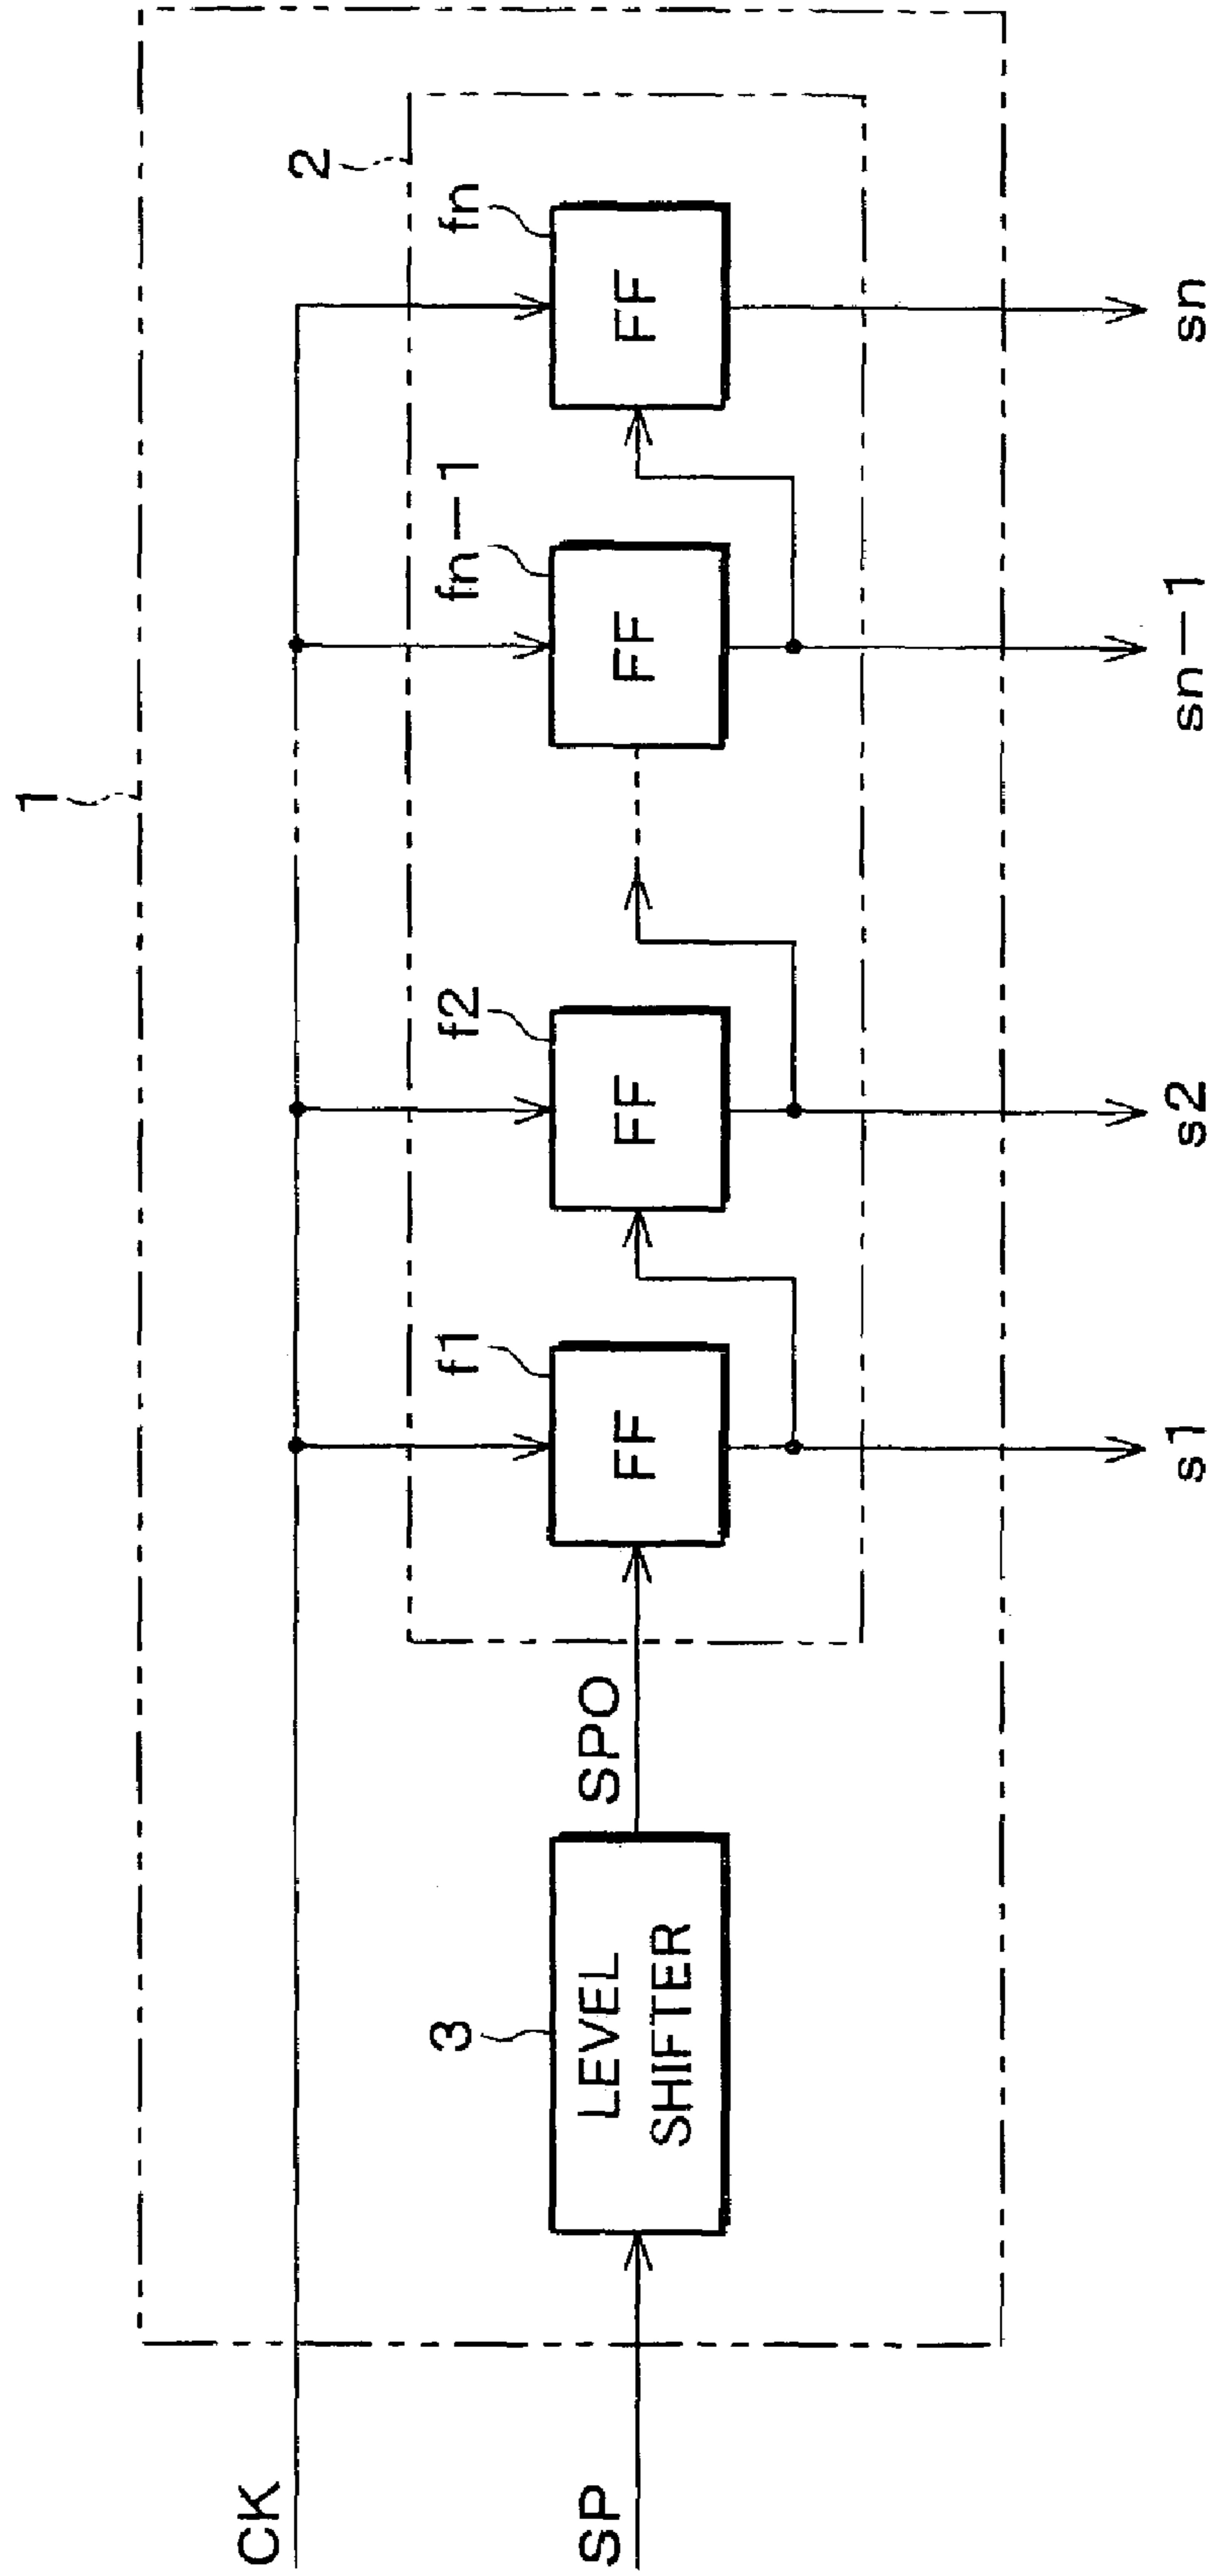 1
2
CK
f1
f2
fn−1
fn
FF
FF
FF
FF
3
LEVEL
SHIFTER
SP
SPO
s1
s2
sn−1
sn